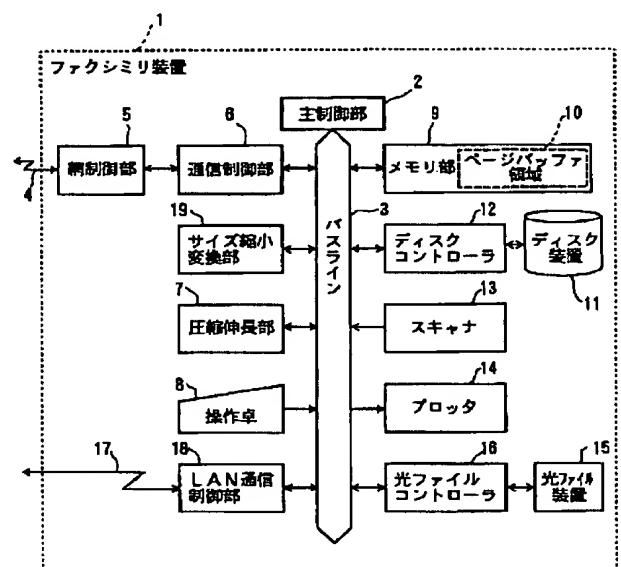 1
ファクシミリ装置
2
主制御部
5
網制御部
4
6
通信制御部
9
メモリ部
10
ページバッファ
領域
19
サイズ縮小
変換部
3
バスライン
12
ディスク
コントローラ
ディスク
装置
11
7
圧縮伸長部
13
スキャナ
8
操作卓
14
プロッタ
17
18
LAN通信
制御部
16
光ファイル
コントローラ
15
光ファイル
装置